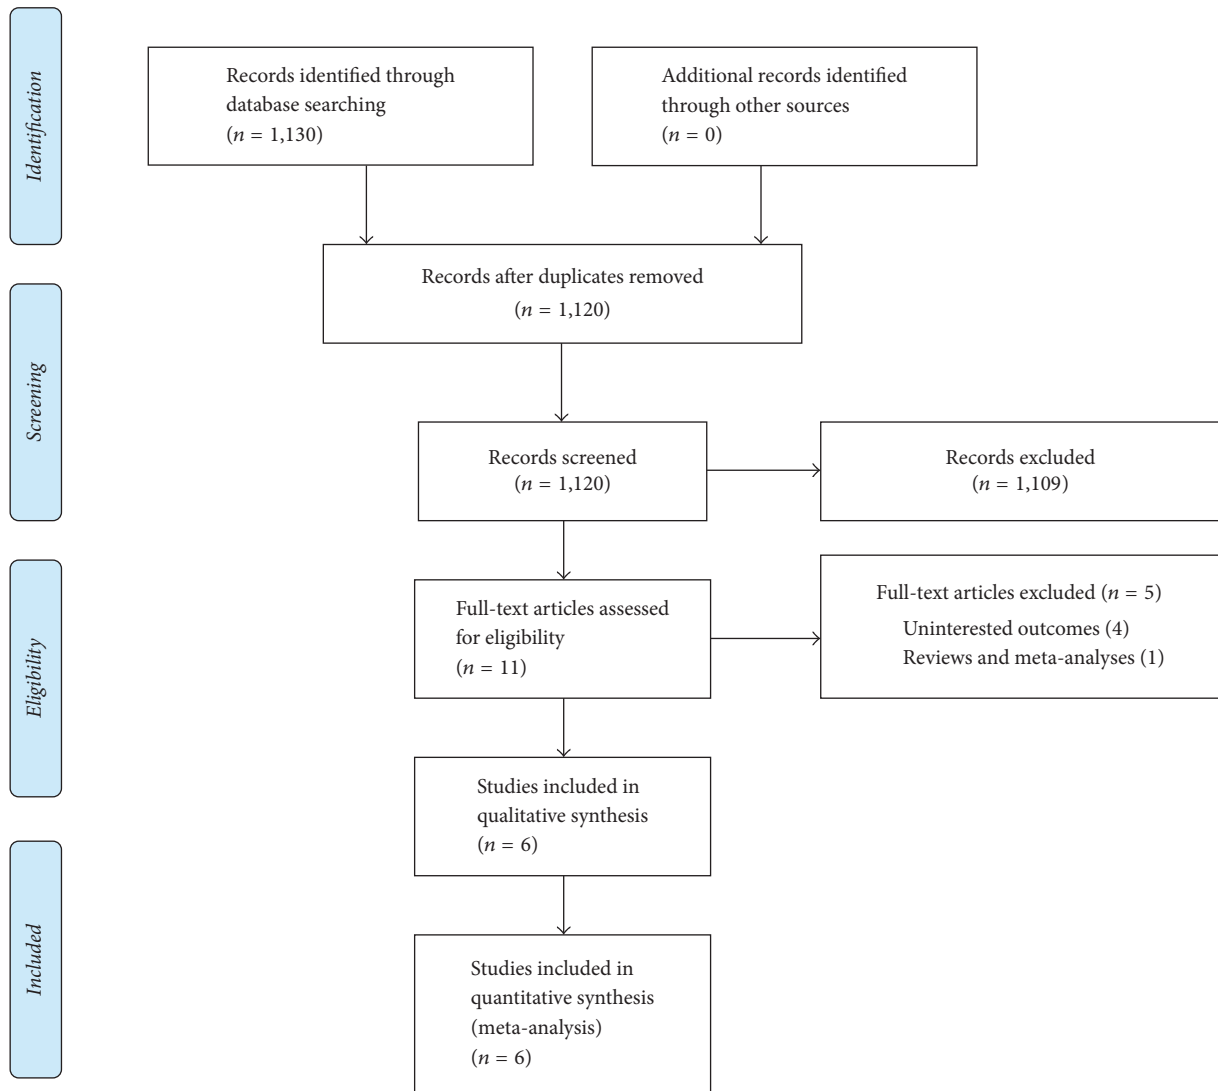 Identification
Records identified through
database searching
(n = 1,130)
Additional records identified
through other sources
(n = 0)
Records after duplicates removed
(n = 1,120)
Screening
Records screened
(n = 1,120)
Records excluded
(n = 1,109)
Eligibility
Full-text articles assessed
for eligibility
(n = 11)
Full-text articles excluded (n = 5)
Uninterested outcomes (4)
Reviews and meta-analyses (1)
Studies included in
qualitative synthesis
(n = 6)
Included
Studies included in
quantitative synthesis
(meta-analysis)
(n = 6)